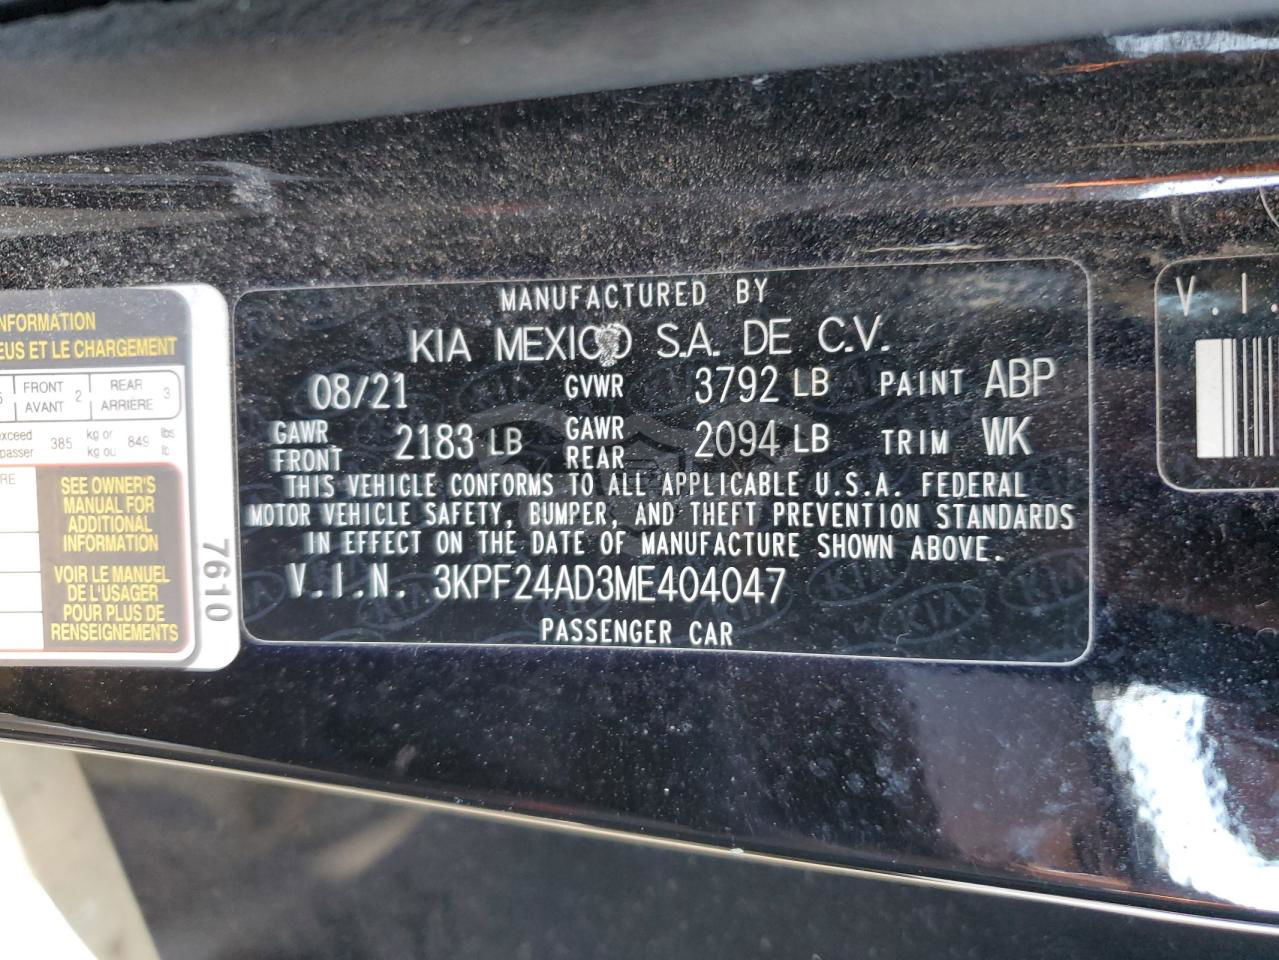 NFORMATION
EUS ET LE CHARGEMENT
5 FRONT AVANT 2 REAR ARRIÈRE 3
exceed 385 kg or 849 lbs
passer kg ou lb
RE
SEE OWNER'S
MANUAL FOR
ADDITIONAL
INFORMATION
VOIR LE MANUEL
DE L'USAGER
POUR PLUS DE
RENSEIGNEMENTS
7610
MANUFACTURED BY
KIA MEXICO S.A. DE C.V.
08/21 GVWR 3792 LB PAINT ABP
GAWR FRONT 2183 LB GAWR REAR 2094 LB TRIM WK
THIS VEHICLE CONFORMS TO ALL APPLICABLE U.S.A. FEDERAL
MOTOR VEHICLE SAFETY, BUMPER, AND THEFT PREVENTION STANDARDS
IN EFFECT ON THE DATE OF MANUFACTURE SHOWN ABOVE.
V.I.N. 3KPF24AD3ME404047
PASSENGER CAR
V.I.